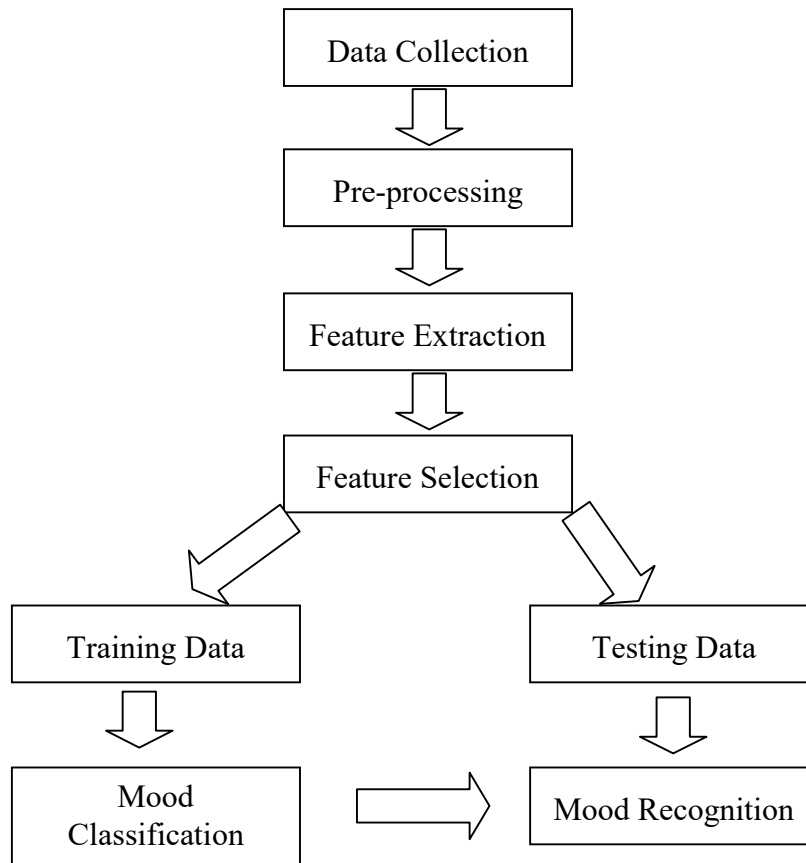 Data Collection
Pre-processing
Feature Extraction
Feature Selection
Training Data
Testing Data
Mood
Classification
Mood Recognition